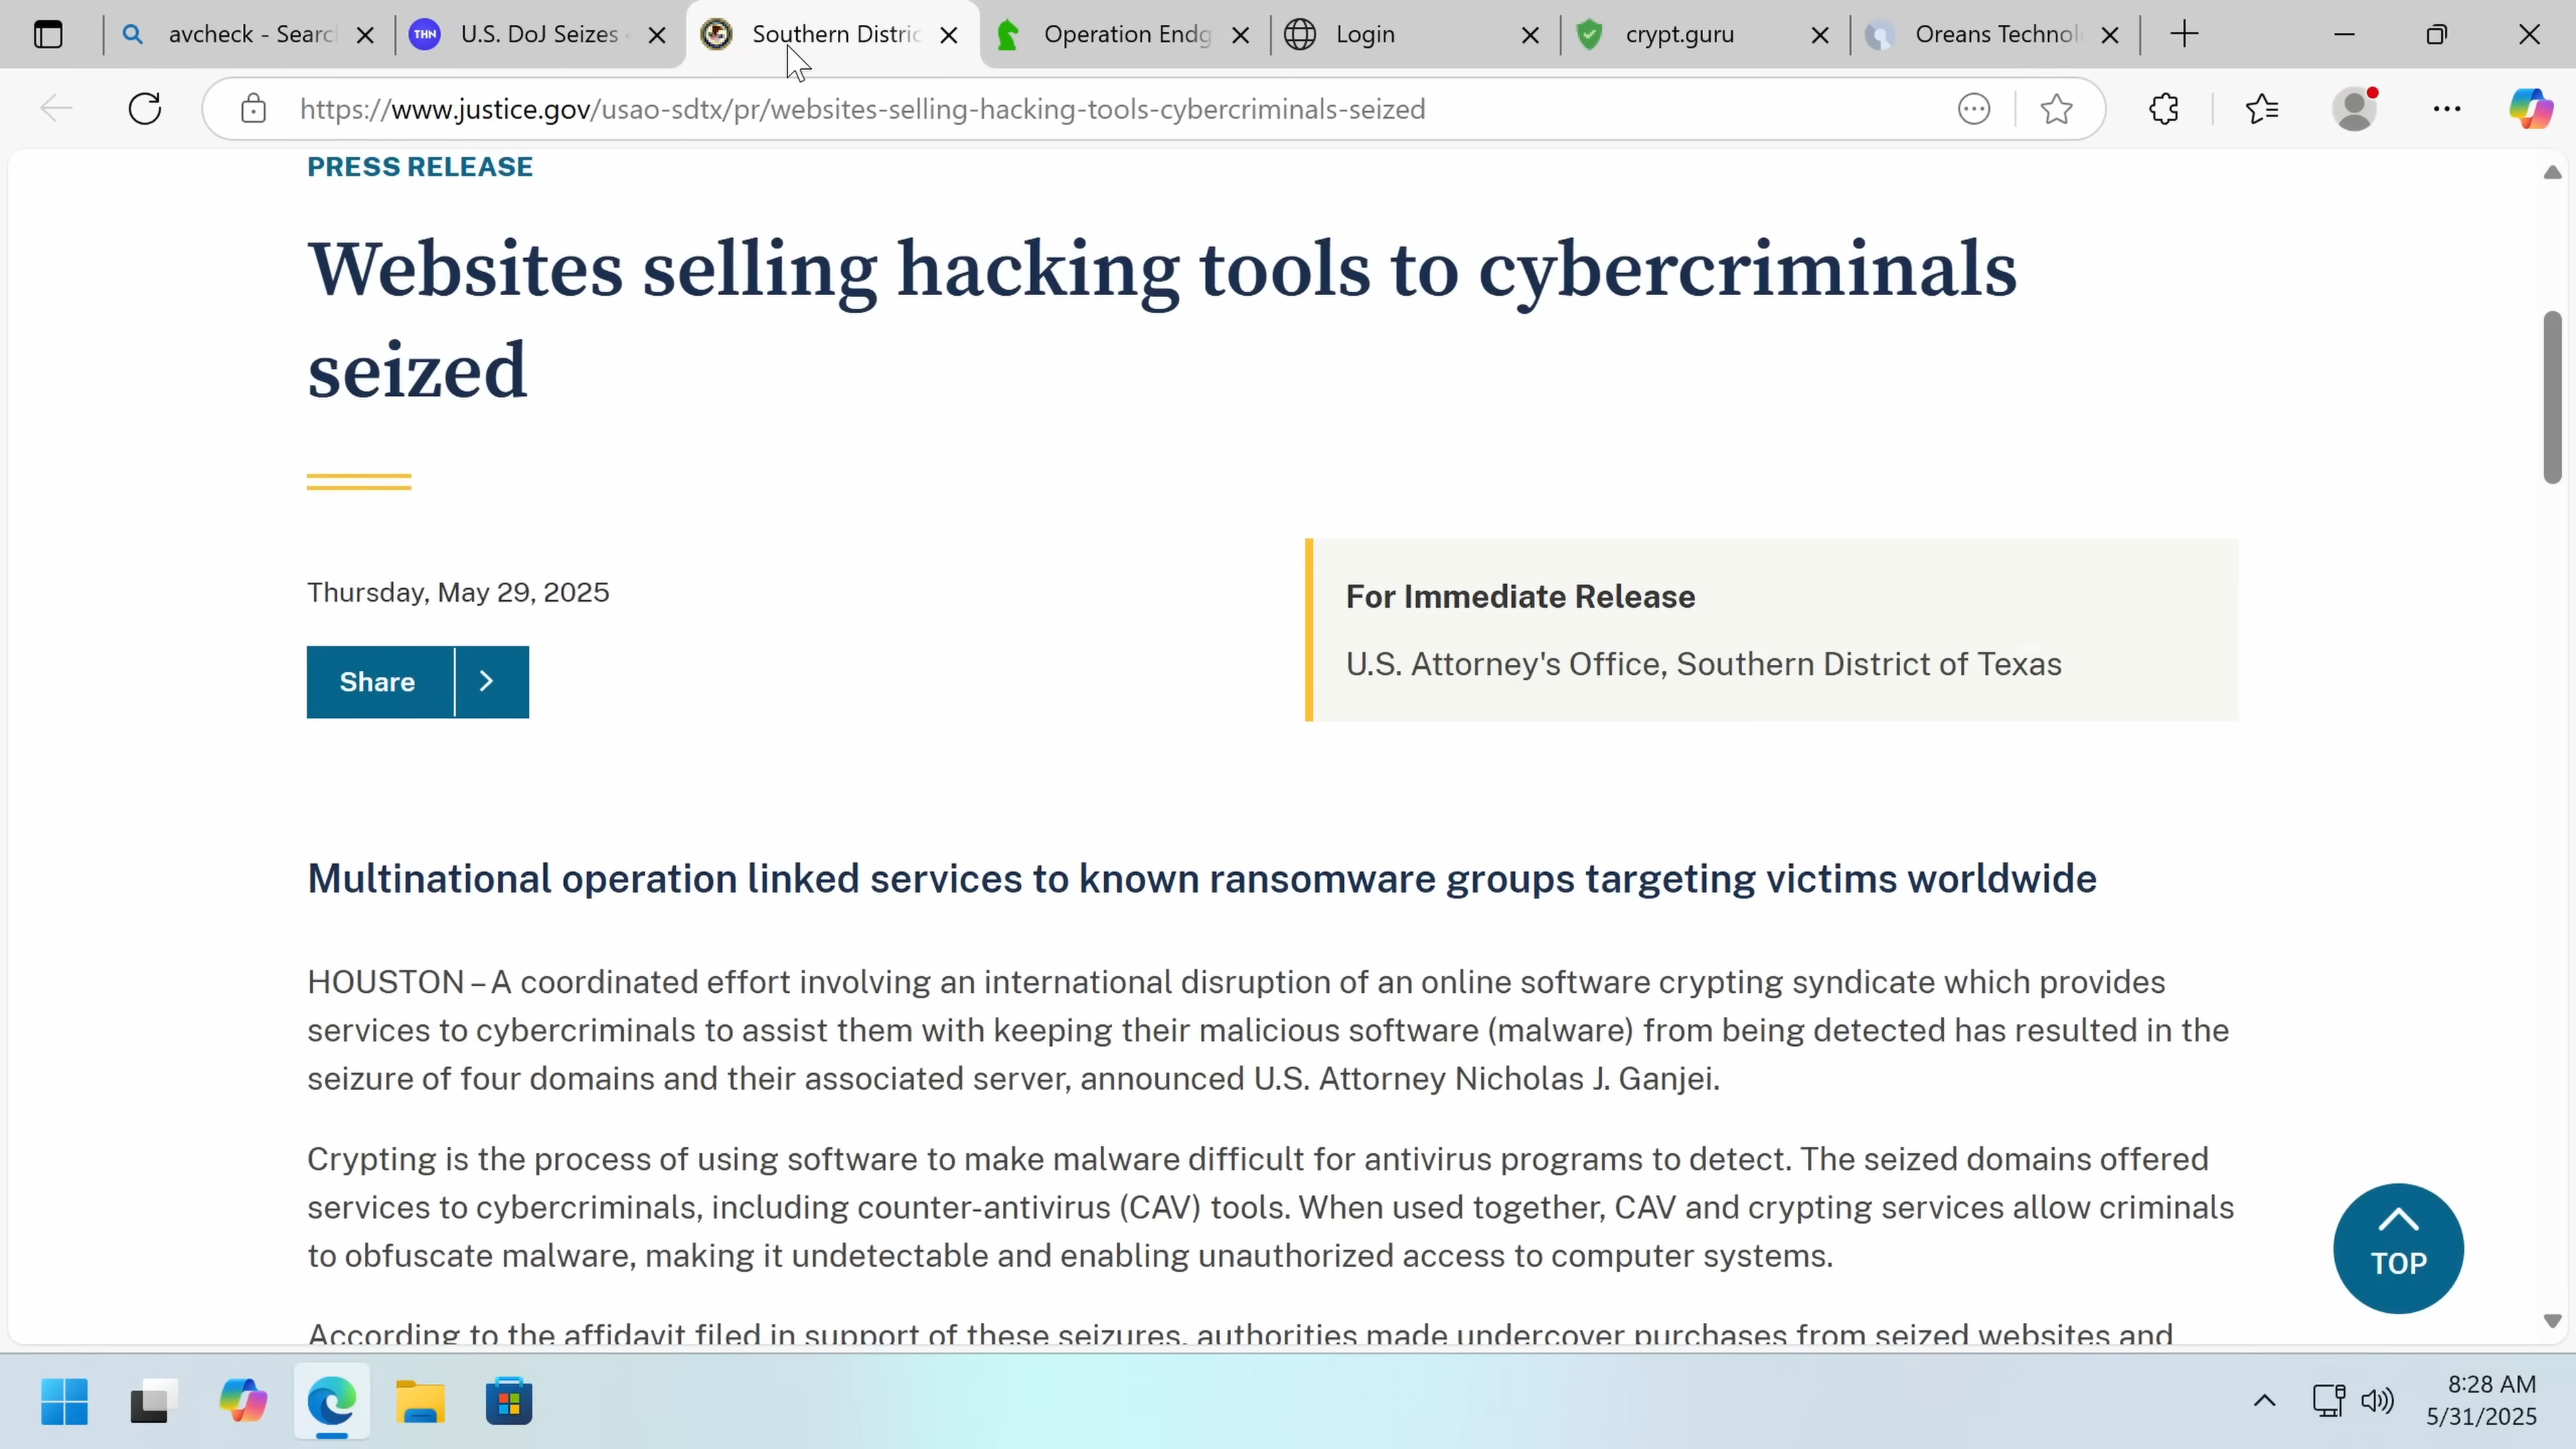 avcheck - Searc
THN
U.S. DoJ Seizes
Southern Distric
Operation Endg
Login
crypt.guru
Oreans Technol
https://www.justice.gov/usao-sdtx/pr/websites-selling-hacking-tools-cybercriminals-seized
PRESS RELEASE
Websites selling hacking tools to cybercriminals
seized
Thursday, May 29, 2025
Share
For Immediate Release
U.S. Attorney's Office, Southern District of Texas
Multinational operation linked services to known ransomware groups targeting victims worldwide
HOUSTON – A coordinated effort involving an international disruption of an online software crypting syndicate which provides
services to cybercriminals to assist them with keeping their malicious software (malware) from being detected has resulted in the
seizure of four domains and their associated server, announced U.S. Attorney Nicholas J. Ganjei.
Crypting is the process of using software to make malware difficult for antivirus programs to detect. The seized domains offered
services to cybercriminals, including counter-antivirus (CAV) tools. When used together, CAV and crypting services allow criminals
to obfuscate malware, making it undetectable and enabling unauthorized access to computer systems.
According to the affidavit filed in support of these seizures, authorities made undercover purchases from seized websites and
TOP
8:28 AM
5/31/2025